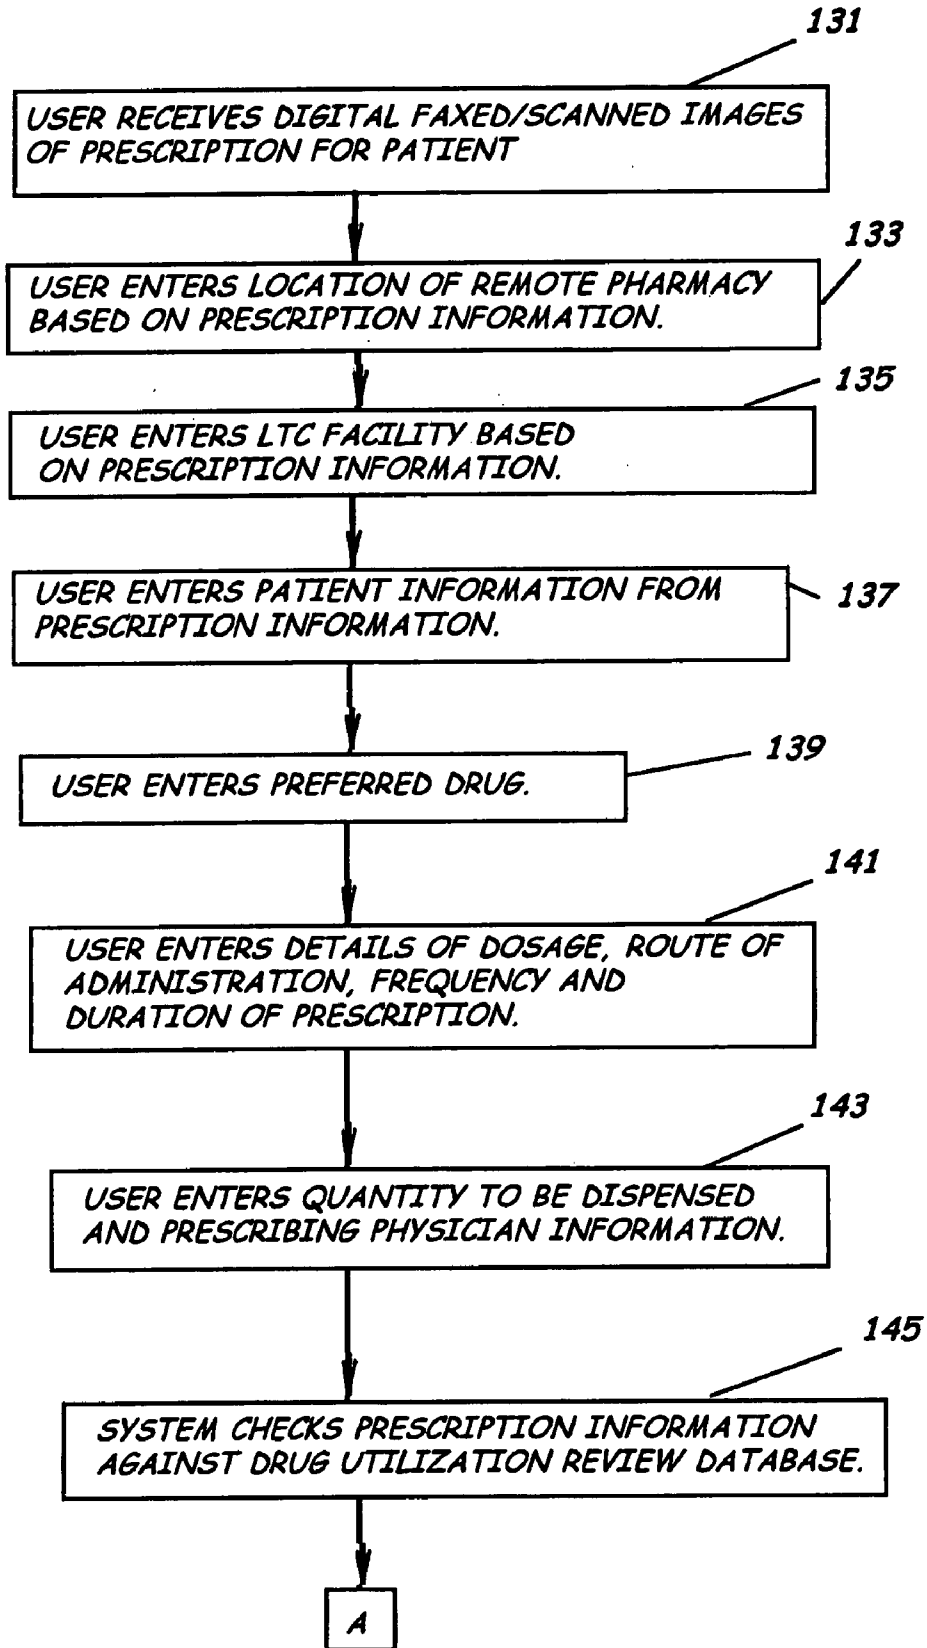 131
USER RECEIVES DIGITAL FAXED/SCANNED IMAGES
OF PRESCRIPTION FOR PATIENT
133
USER ENTERS LOCATION OF REMOTE PHARMACY
BASED ON PRESCRIPTION INFORMATION.
135
USER ENTERS LTC FACILITY BASED
ON PRESCRIPTION INFORMATION.
USER ENTERS PATIENT INFORMATION FROM
PRESCRIPTION INFORMATION.
137
139
USER ENTERS PREFERRED DRUG.
141
USER ENTERS DETAILS OF DOSAGE, ROUTE OF
ADMINISTRATION, FREQUENCY AND
DURATION OF PRESCRIPTION.
143
USER ENTERS QUANTITY TO BE DISPENSED
AND PRESCRIBING PHYSICIAN INFORMATION.
145
SYSTEM CHECKS PRESCRIPTION INFORMATION
AGAINST DRUG UTILIZATION REVIEW DATABASE.
A